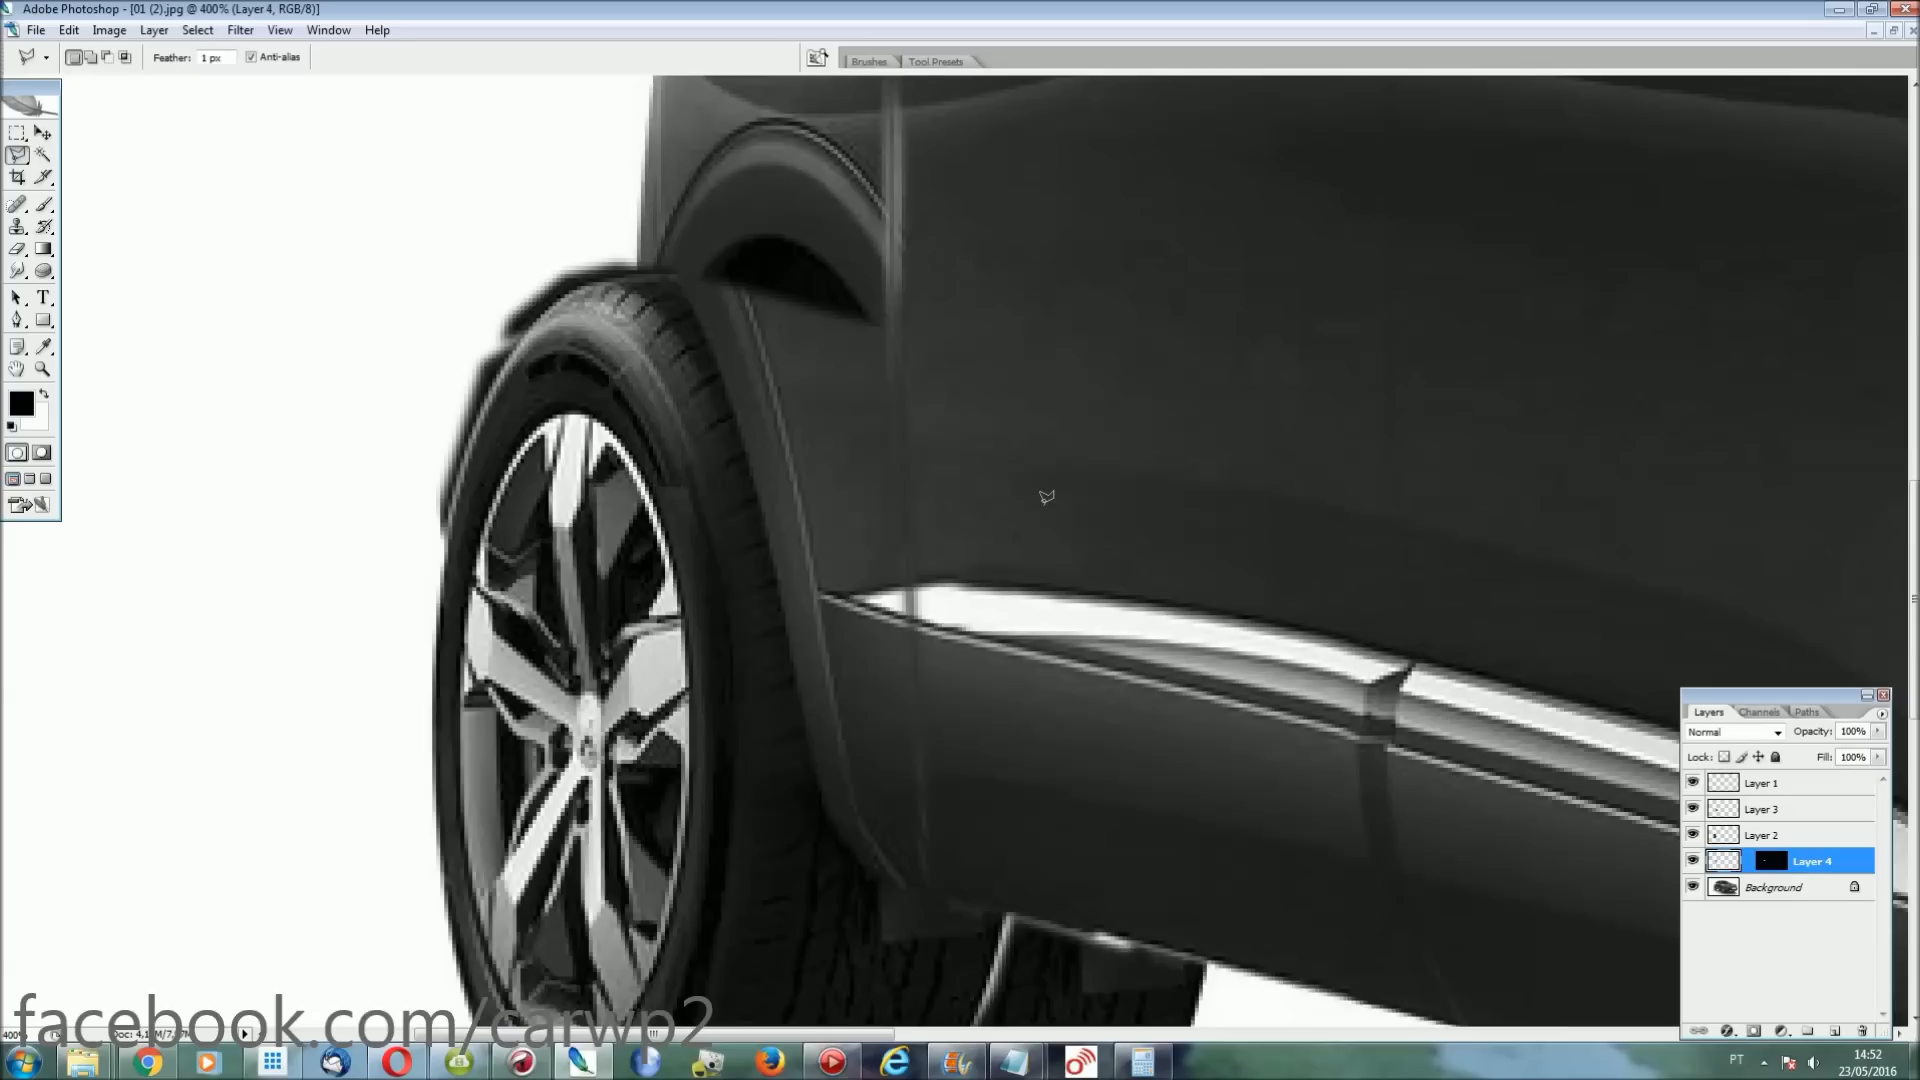 Adobe Photoshop - [01 (2).jpg @ 400% (Layer 4, RGB/8)]
File Edit Image Layer Select Filter View Window Help
Feather: 1 px Anti-alias
Brushes Tool Presets
Layers Channels Paths
Normal Opacity: 100%
Lock: Fill: 100%
Layer 1
Layer 3
Layer 2
Layer 4
Background
facebook.com/carwp2
400%
PT
14:52
23/05/2016